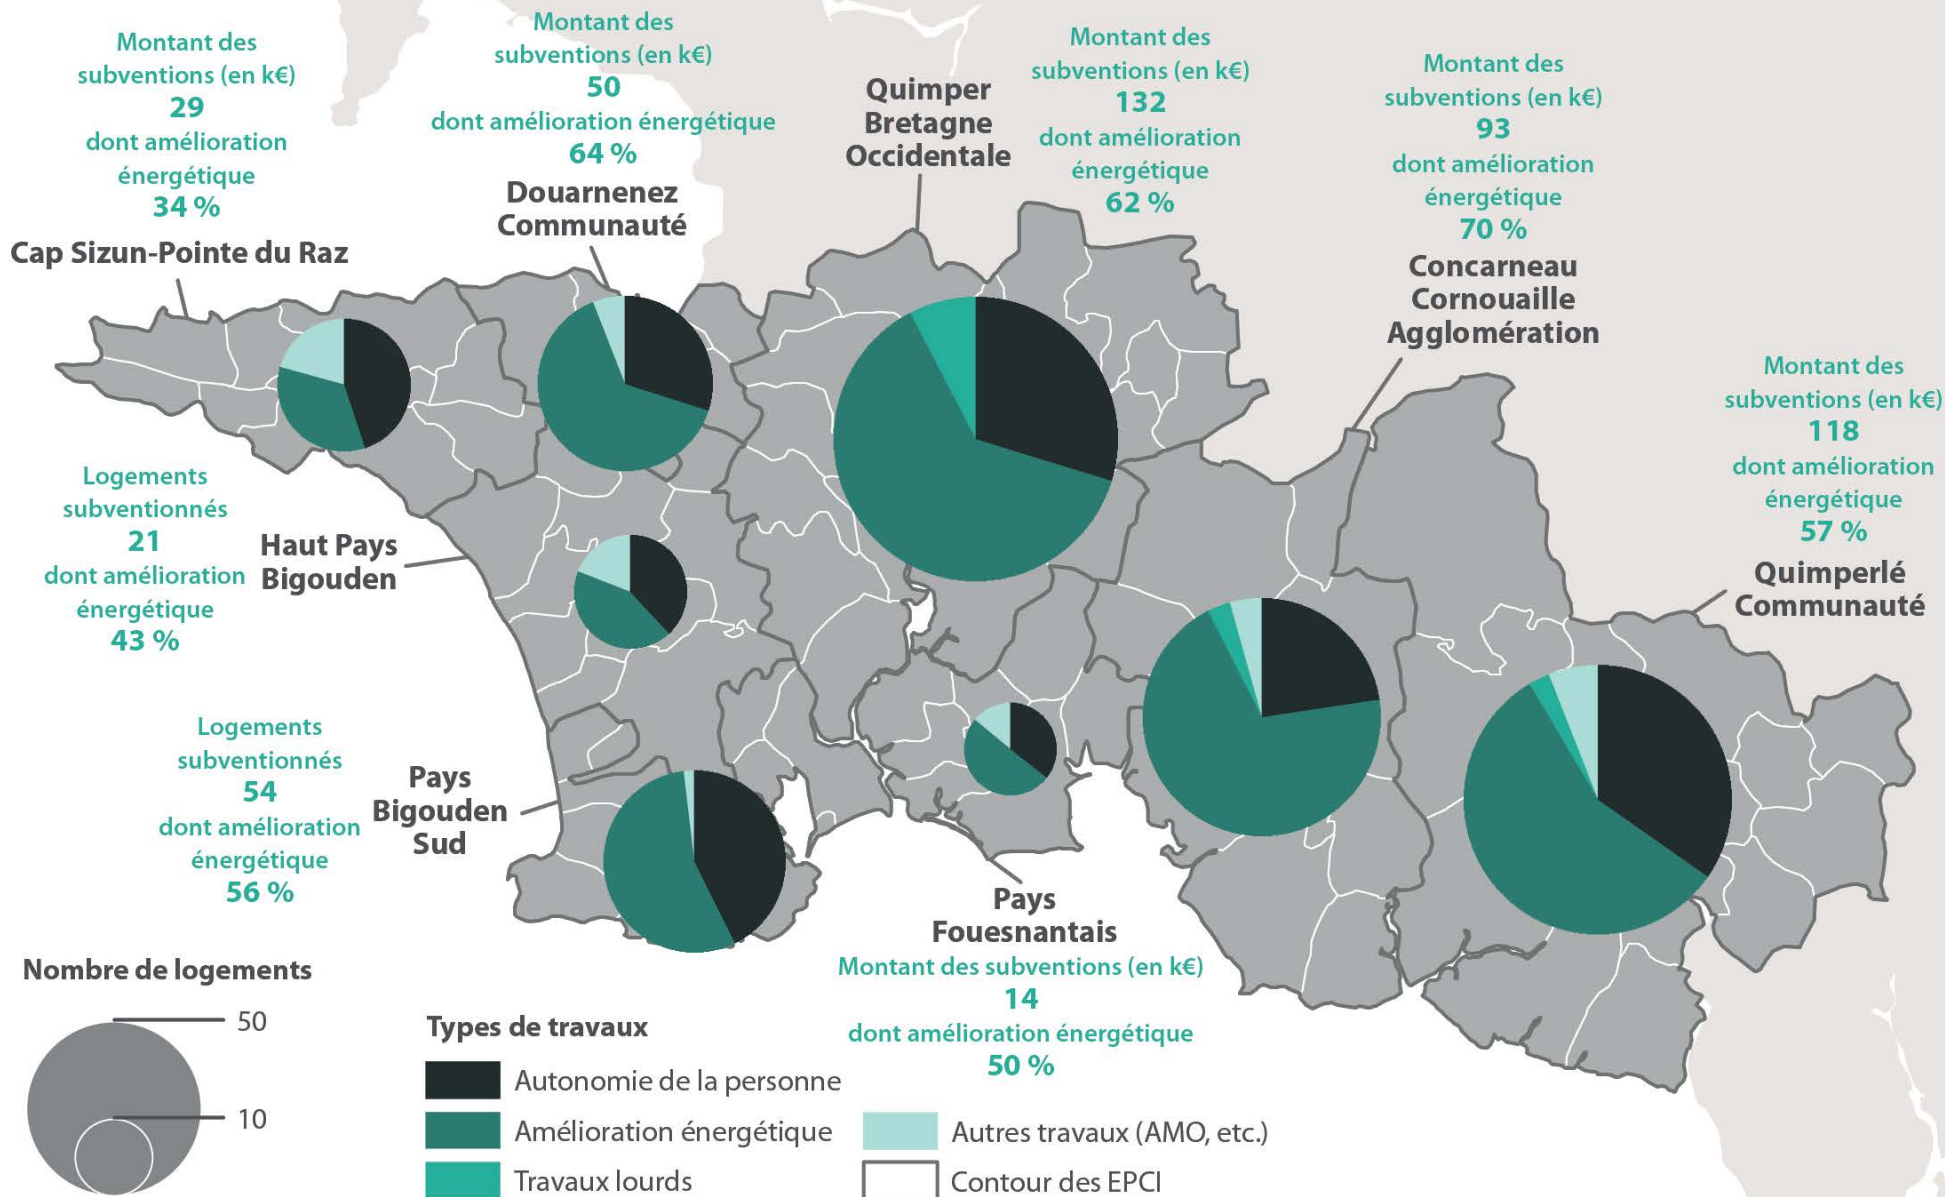 Montant des
subventions (en k€)
29
dont amélioration
énergétique
34 %
Cap Sizun-Pointe du Raz
Montant des
subventions (en k€)
50
dont amélioration énergétique
64 %
Douarnenez
Communauté
Quimper
Bretagne
Occidentale
Montant des
subventions (en k€)
132
dont amélioration
énergétique
62 %
Montant des
subventions (en k€)
93
dont amélioration
énergétique
70 %
Concarneau
Cornouaille
Agglomération
Montant des
subventions (en k€)
118
dont amélioration
énergétique
57 %
Quimperlé
Communauté
Logements
subventionnés
21
dont amélioration
énergétique
43 %
Haut Pays
Bigouden
Logements
subventionnés
54
dont amélioration
énergétique
56 %
Pays
Bigouden
Sud
Pays
Fouesnantais
Montant des subventions (en k€)
14
dont amélioration énergétique
50 %
Nombre de logements
50
10
Types de travaux
Autonomie de la personne
Amélioration énergétique
Travaux lourds
Autres travaux (AMO, etc.)
Contour des EPCI